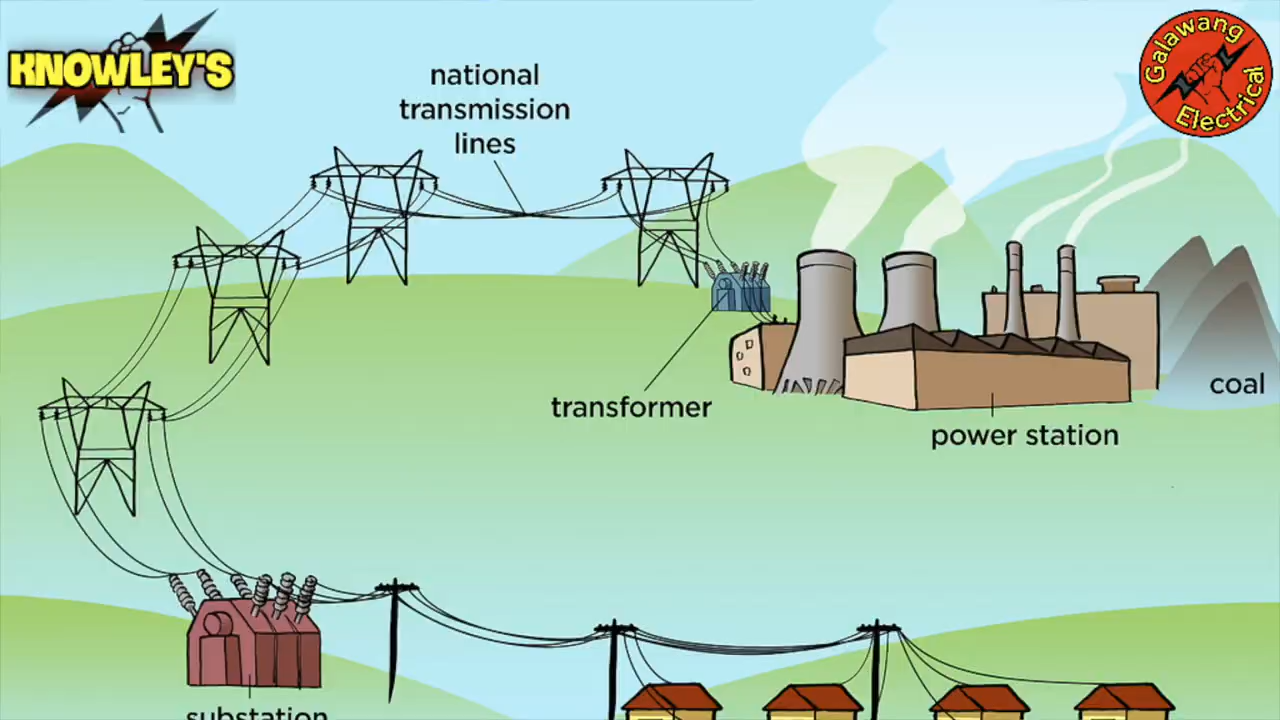 KNOWLEY'S
Galawang
Electrical
national
transmission
lines
transformer
coal
power station
substation